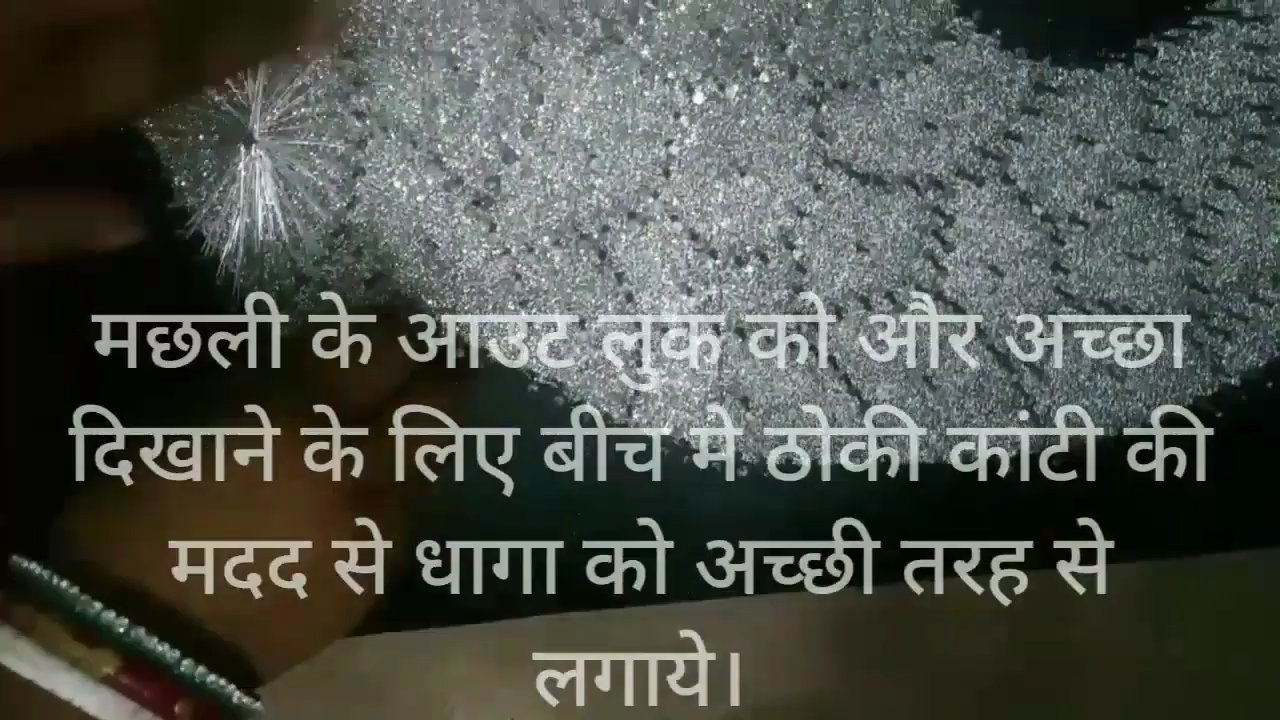 मछली के आउट लुक को और अच्छा
दिखाने के लिए बीच मे ठोकी कांटी की
मदद से धागा को अच्छी तरह से
लगाये।